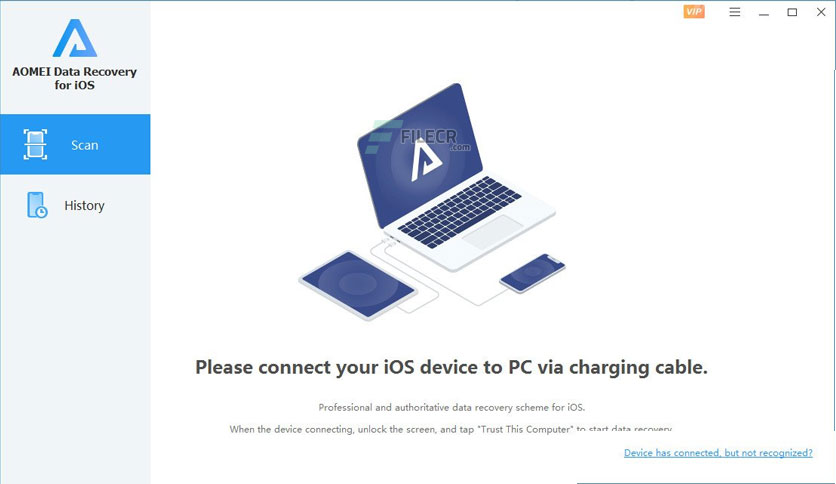 VIP
AOMEI Data Recovery
for iOS
Scan
History
FILECR
.com
Please connect your iOS device to PC via charging cable.
Professional and authoritative data recovery scheme for iOS.
When the device connecting, unlock the screen, and tap "Trust This Computer" to start data recovery
Device has connected, but not recognized?